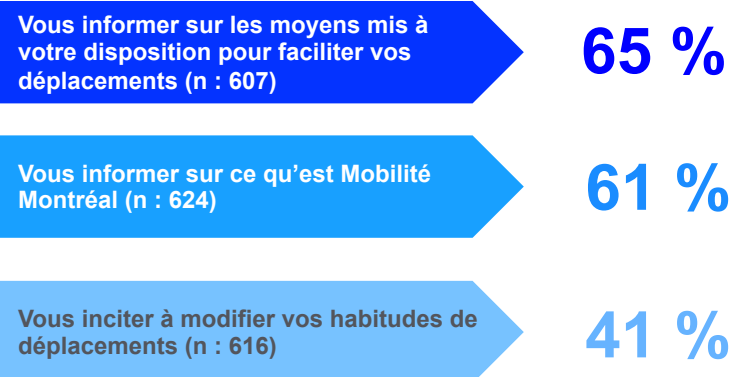 Vous informer sur les moyens mis à
votre disposition pour faciliter vos
déplacements (n : 607)
65 %
Vous informer sur ce qu’est Mobilité
Montréal (n : 624)
61 %
Vous inciter à modifier vos habitudes de
déplacements (n : 616)
41 %